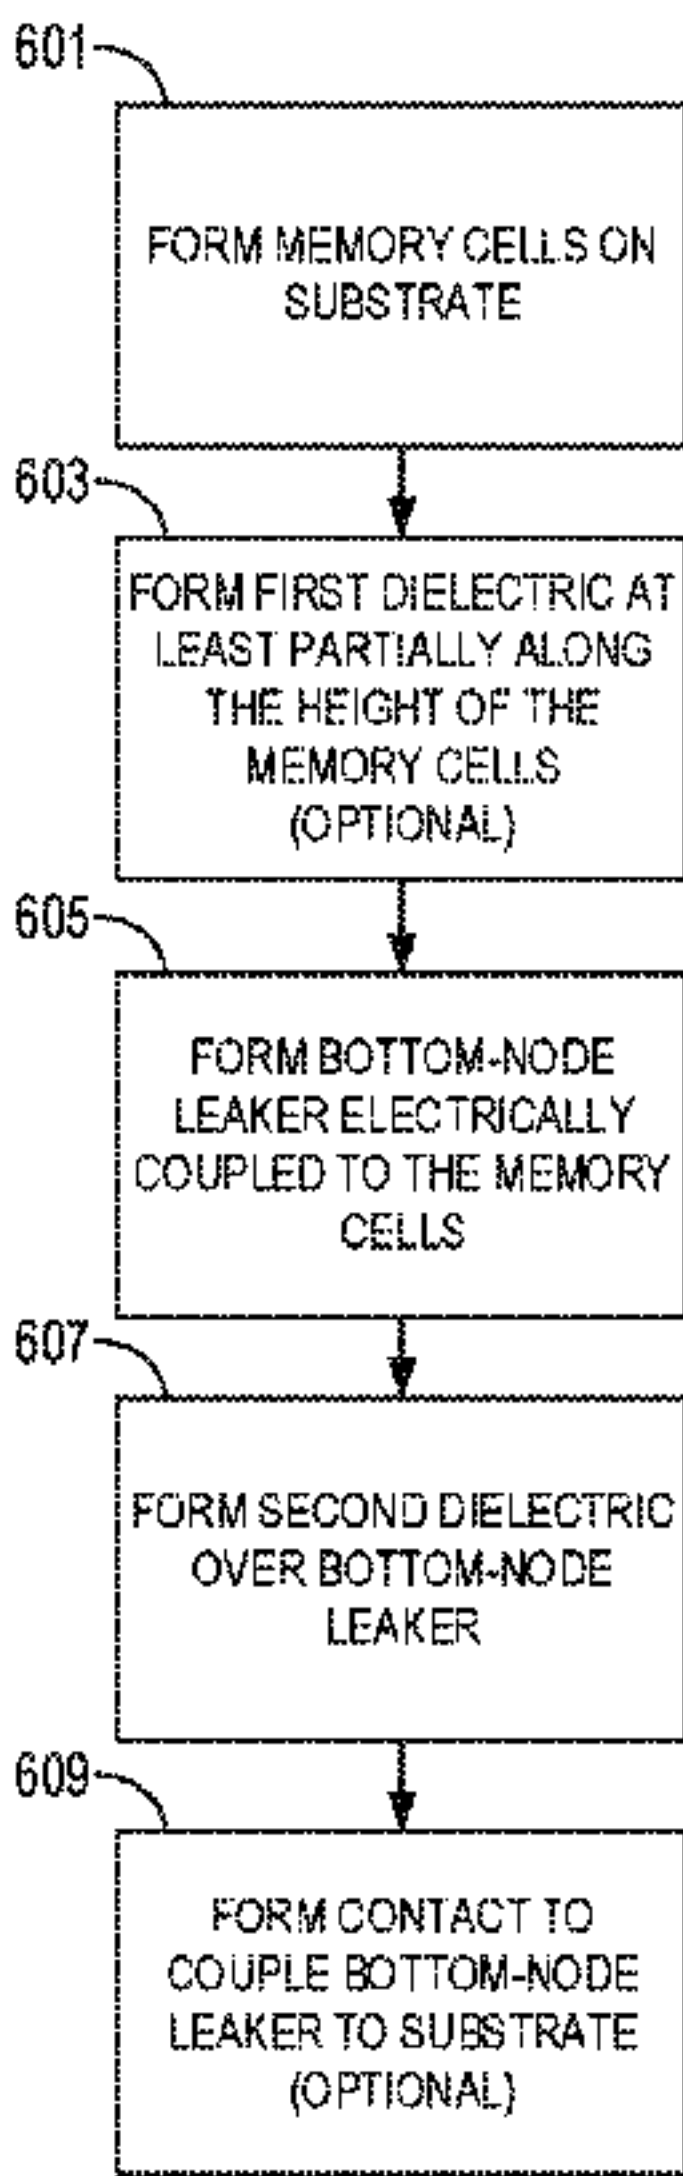 601
FORM MEMORY CELLS ON
SUBSTRATE
603
FORM FIRST DIELECTRIC AT
LEAST PARTIALLY ALONG
THE HEIGHT OF THE
MEMORY CELLS
(OPTIONAL)
605
FORM BOTTOM-NODE
LEAKER ELECTRICALLY
COUPLED TO THE MEMORY
CELLS
607
FORM SECOND DIELECTRIC
OVER BOTTOM-NODE
LEAKER
609
FORM CONTACT TO
COUPLE BOTTOM-NODE
LEAKER TO SUBSTRATE
(OPTIONAL)